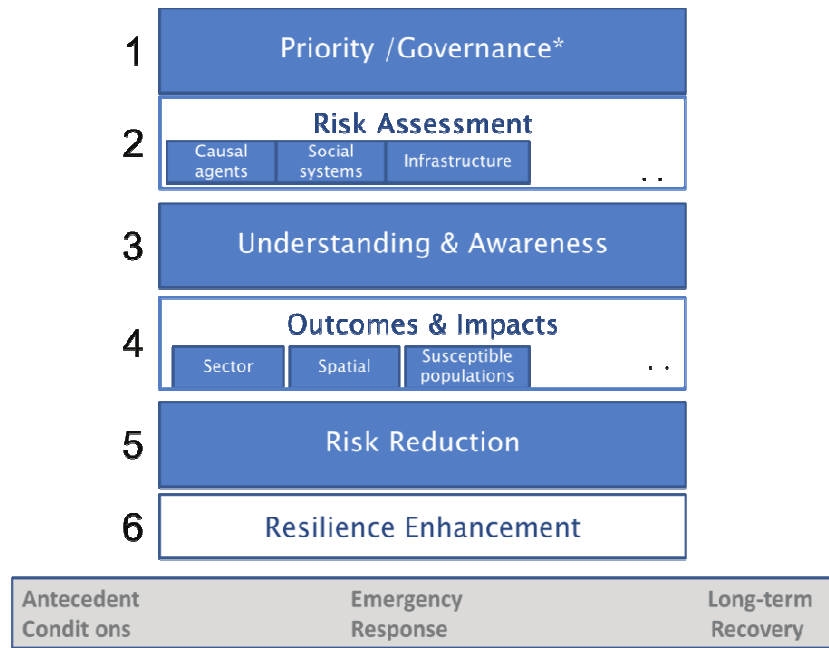 1 Priority /Governance*
2 Risk Assessment
Causal agents
Social systems
Infrastructure
. .
3 Understanding & Awareness
4 Outcomes & Impacts
Sector
Spatial
Susceptible populations
. .
5 Risk Reduction
6 Resilience Enhancement
Antecedent Emergency Long-term
Condit ons Response Recovery